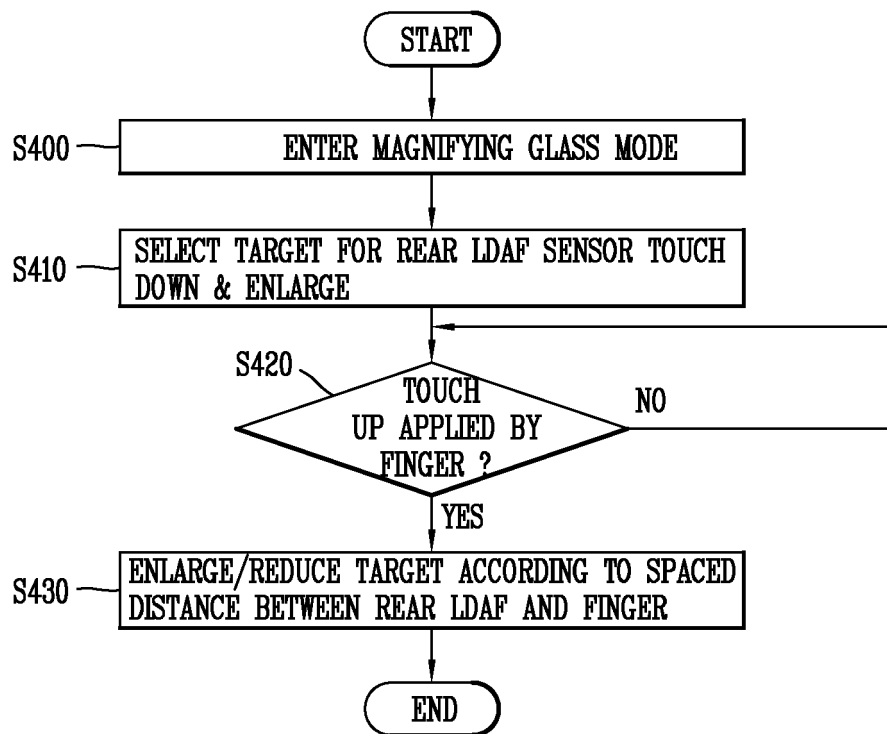 START
S400
ENTER MAGNIFYING GLASS MODE
S410
SELECT TARGET FOR REAR LDAF SENSOR TOUCH
DOWN & ENLARGE
S420
TOUCH
UP APPLIED BY
FINGER ?
NO
YES
S430
ENLARGE/REDUCE TARGET ACCORDING TO SPACED
DISTANCE BETWEEN REAR LDAF AND FINGER
END